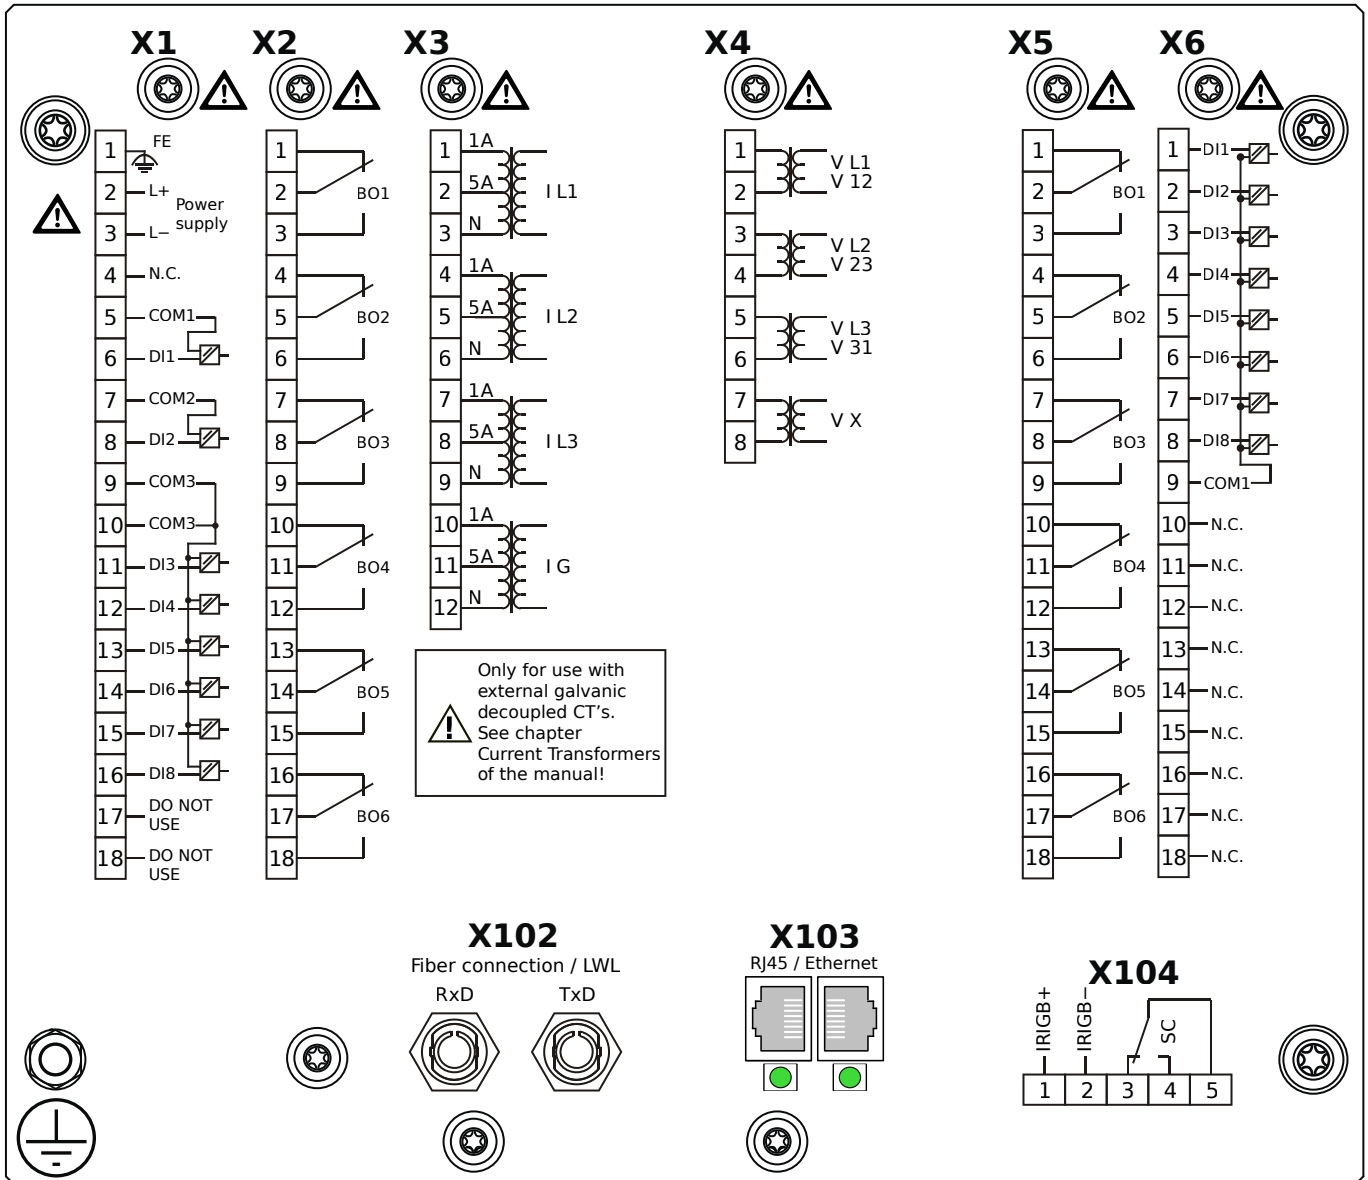 X1
X2
X3
X4
X5
X6
1
FE
2
L+
Power
supply
3
L−
4
N.C.
5
COM1
6
DI1
7
COM2
8
DI2
9
COM3
10
COM3
11
DI3
12
DI4
13
DI5
14
DI6
15
DI7
16
DI8
17
DO NOT
USE
18
DO NOT
USE
1
2
BO1
3
4
5
BO2
6
7
8
BO3
9
10
11
BO4
12
13
14
BO5
15
16
17
BO6
18
1
1A
2
5A
I L1
3
N
4
1A
5
5A
I L2
6
N
7
1A
8
5A
I L3
9
N
10
1A
11
5A
I G
12
N
Only for use with
external galvanic
decoupled CT's.
See chapter
Current Transformers
of the manual!
1
V L1
2
V 12
3
V L2
4
V 23
5
V L3
6
V 31
7
V X
8
1
2
BO1
3
4
5
BO2
6
7
8
BO3
9
10
11
BO4
12
13
14
BO5
15
16
17
BO6
18
1
DI1
2
DI2
3
DI3
4
DI4
5
DI5
6
DI6
7
DI7
8
DI8
9
COM1
10
N.C.
11
N.C.
12
N.C.
13
N.C.
14
N.C.
15
N.C.
16
N.C.
17
N.C.
18
N.C.
X102
Fiber connection / LWL
RxD
TxD
X103
RJ45 / Ethernet
X104
IRIGB+
IRIGB−
SC
1
2
3
4
5